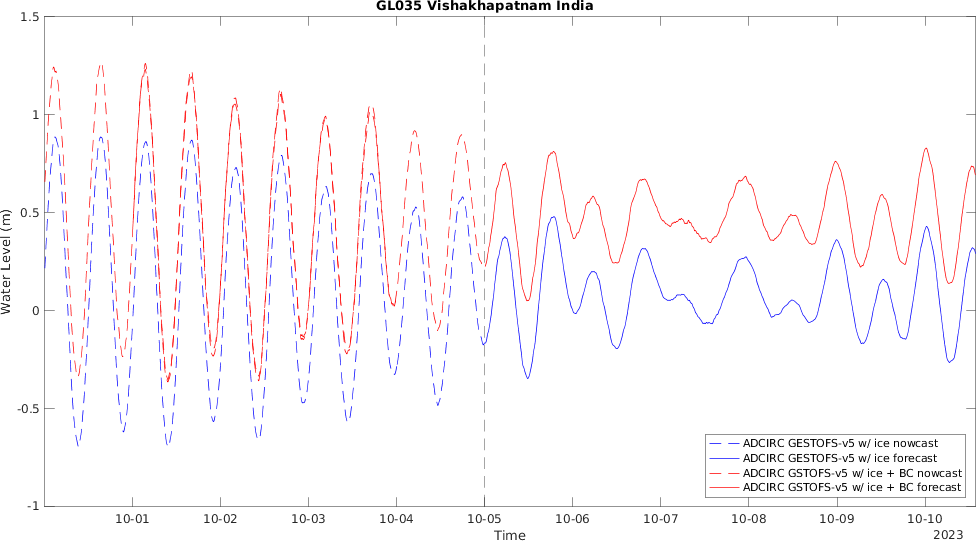 GL035 Vishakhapatnam India
1.5
1
0.5
0
-0.5
-1
Water Level (m)
10-01 10-02 10-03 10-04 10-05 10-06 10-07 10-08 10-09 10-10
Time
2023
ADCIRC GESTOFS-v5 w/ ice nowcast
ADCIRC GESTOFS-v5 w/ ice forecast
ADCIRC GSTOFS-v5 w/ ice + BC nowcast
ADCIRC GSTOFS-v5 w/ ice + BC forecast